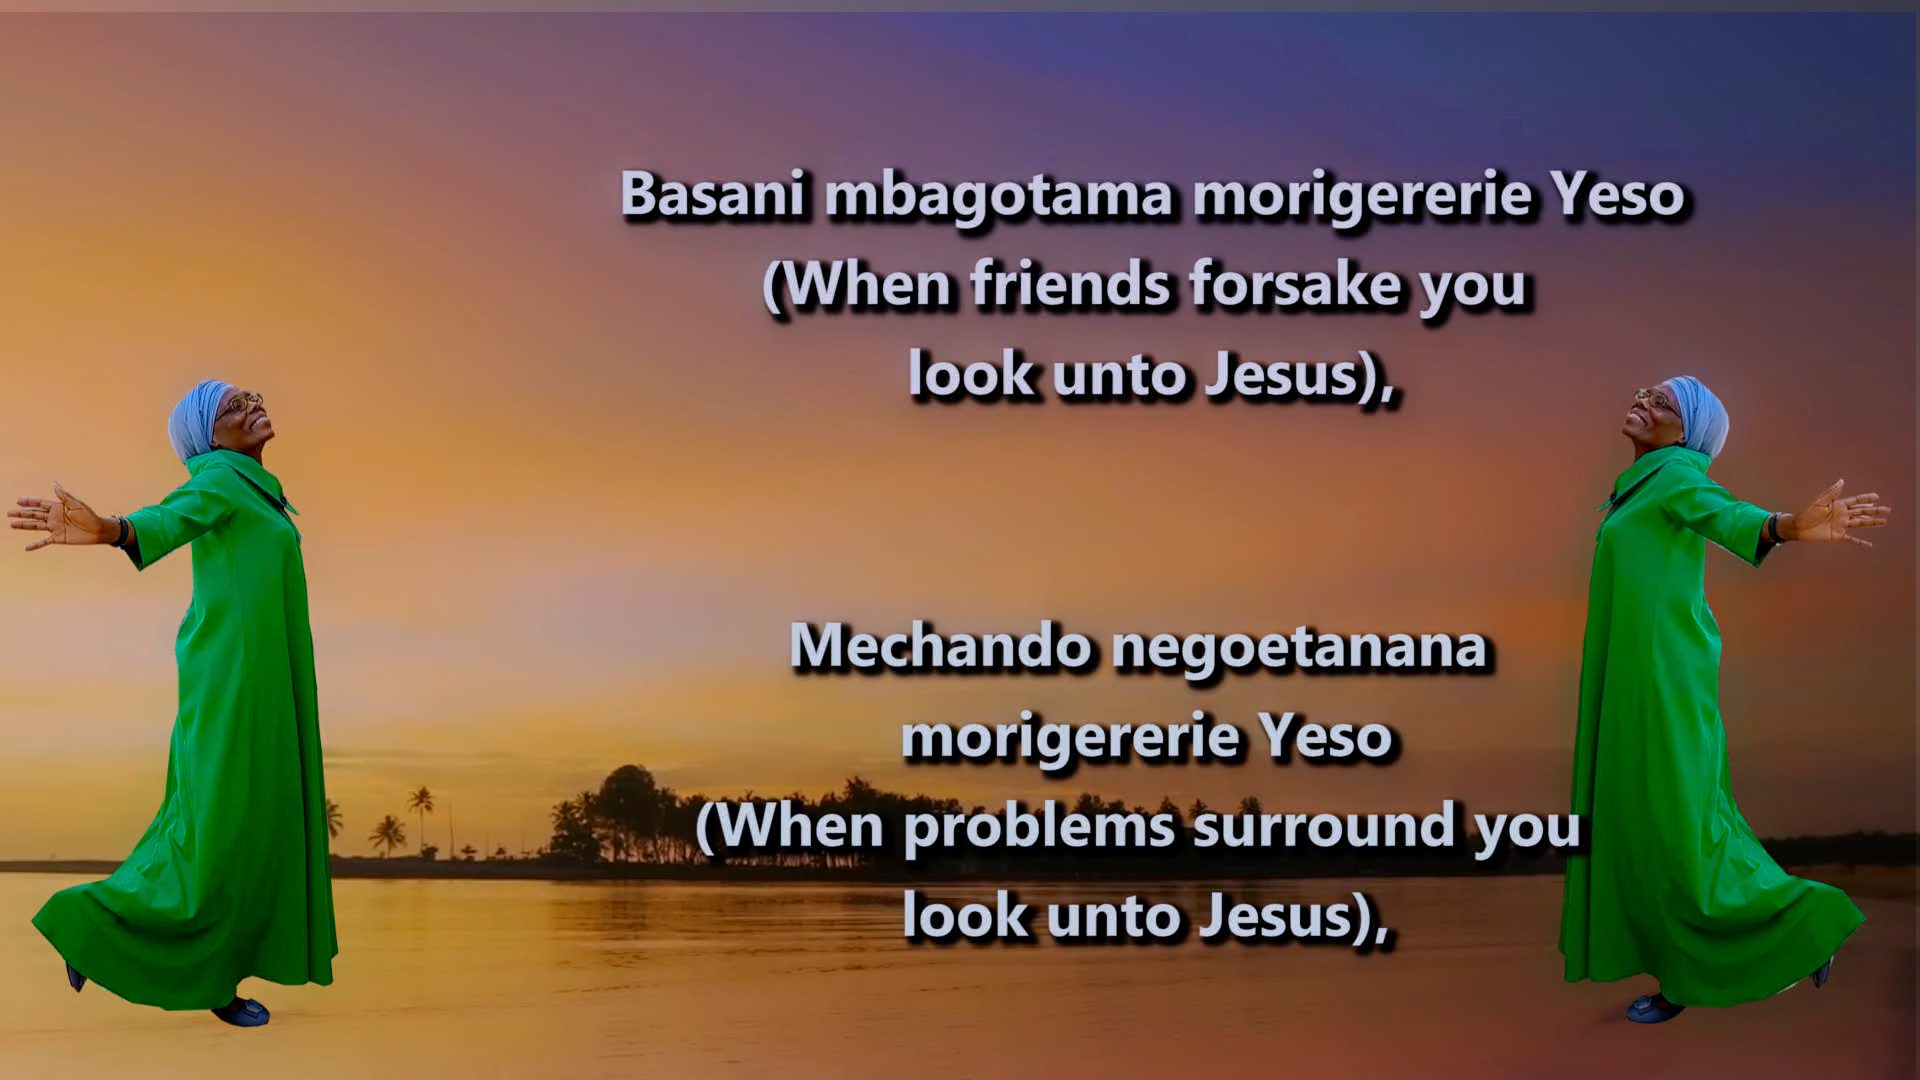 Basani mbagotama morigererie Yeso
(When friends forsake you
look unto Jesus),
Mechando negoetanana
morigererie Yeso
(When problems surround you
look unto Jesus),